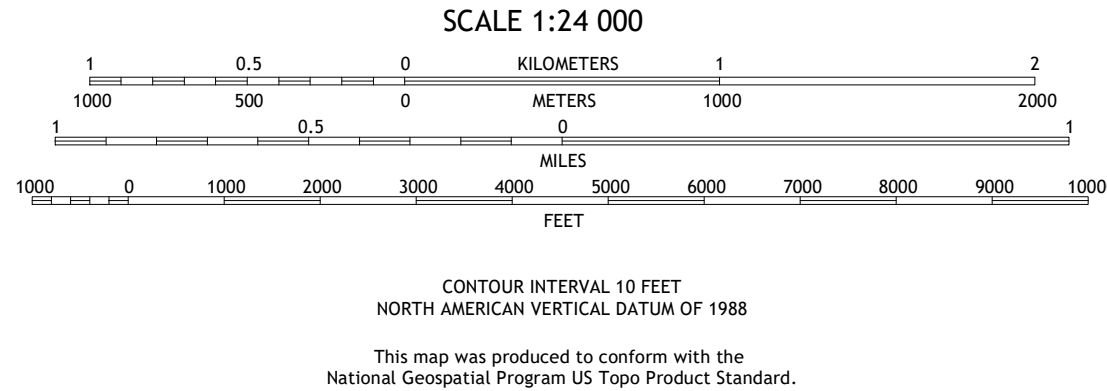 SCALE 1:24 000
1 0.5 0 KILOMETERS 1 2
1000 500 0 METERS 1000 2000
1 0.5 0 1
MILES
1000 0 1000 2000 3000 4000 5000 6000 7000 8000 9000 1000
FEET
CONTOUR INTERVAL 10 FEET
NORTH AMERICAN VERTICAL DATUM OF 1988
This map was produced to conform with the
National Geospatial Program US Topo Product Standard.